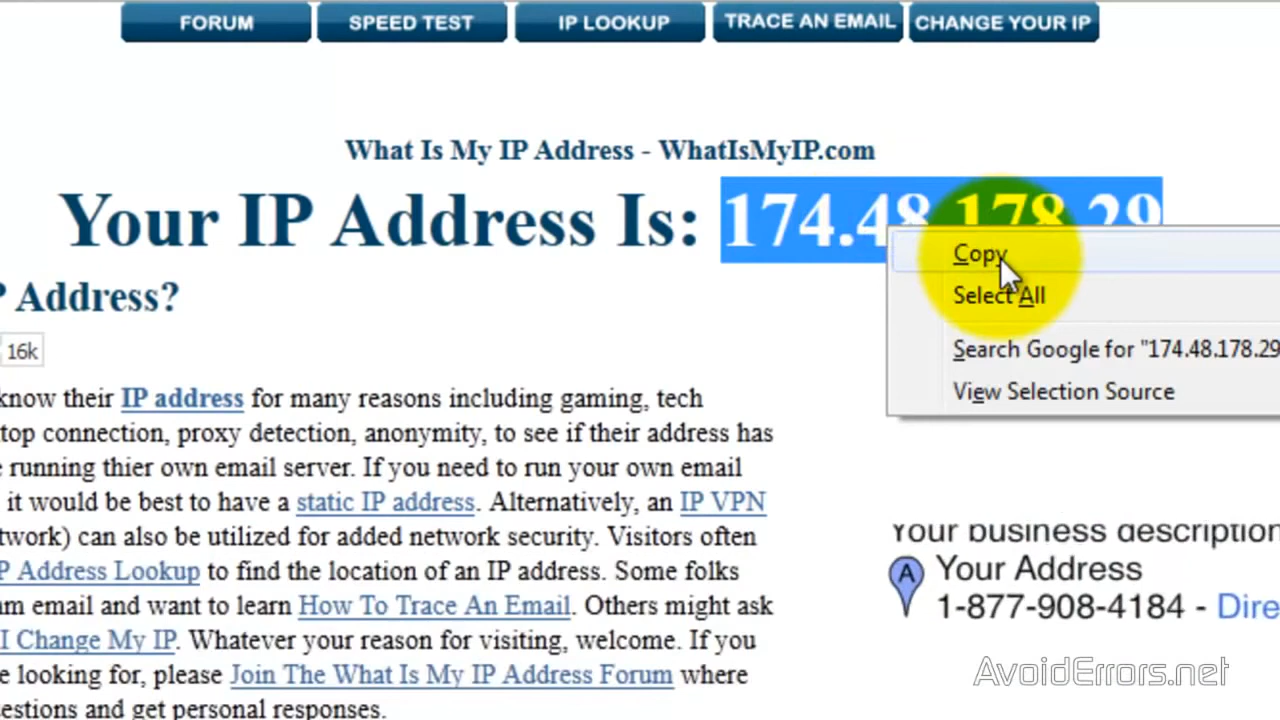 FORUM SPEED TEST IP LOOKUP TRACE AN EMAIL CHANGE YOUR IP
What Is My IP Address - WhatIsMyIP.com
Your IP Address Is: 174.48.178.29
P Address?
Copy
Select All
16k
Search Google for "174.48.178.29
View Selection Source
know their IP address for many reasons including gaming, tech
top connection, proxy detection, anonymity, to see if their address has
e running thier own email server. If you need to run your own email
it would be best to have a static IP address. Alternatively, an IP VPN
twork) can also be utilized for added network security. Visitors often
P Address Lookup to find the location of an IP address. Some folks
am email and want to learn How To Trace An Email. Others might ask
I Change My IP. Whatever your reason for visiting, welcome. If you
e looking for, please Join The What Is My IP Address Forum where
estions and get personal responses.
Your business description
A Your Address
1-877-908-4184 - Dire
AvoidErrors.net